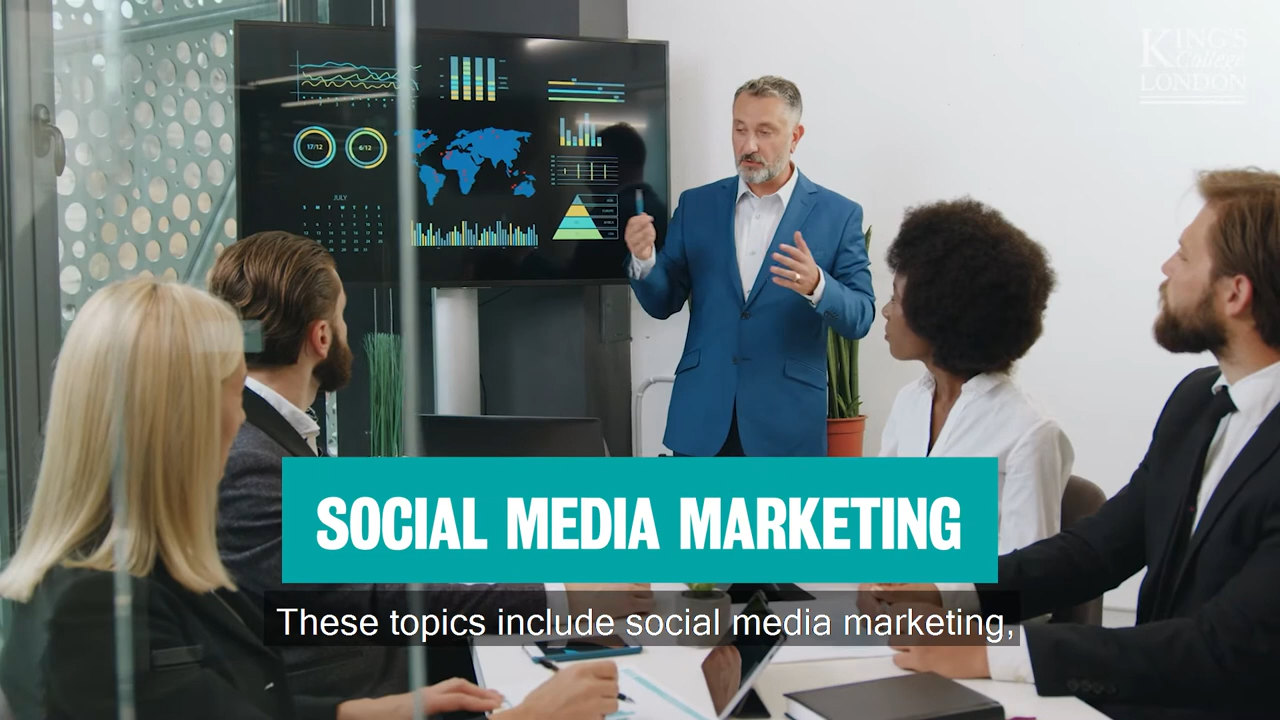 KING'S
College
LONDON
17/12
6/12
JULY
S M T W T F S
SOCIAL MEDIA MARKETING
These topics include social media marketing,